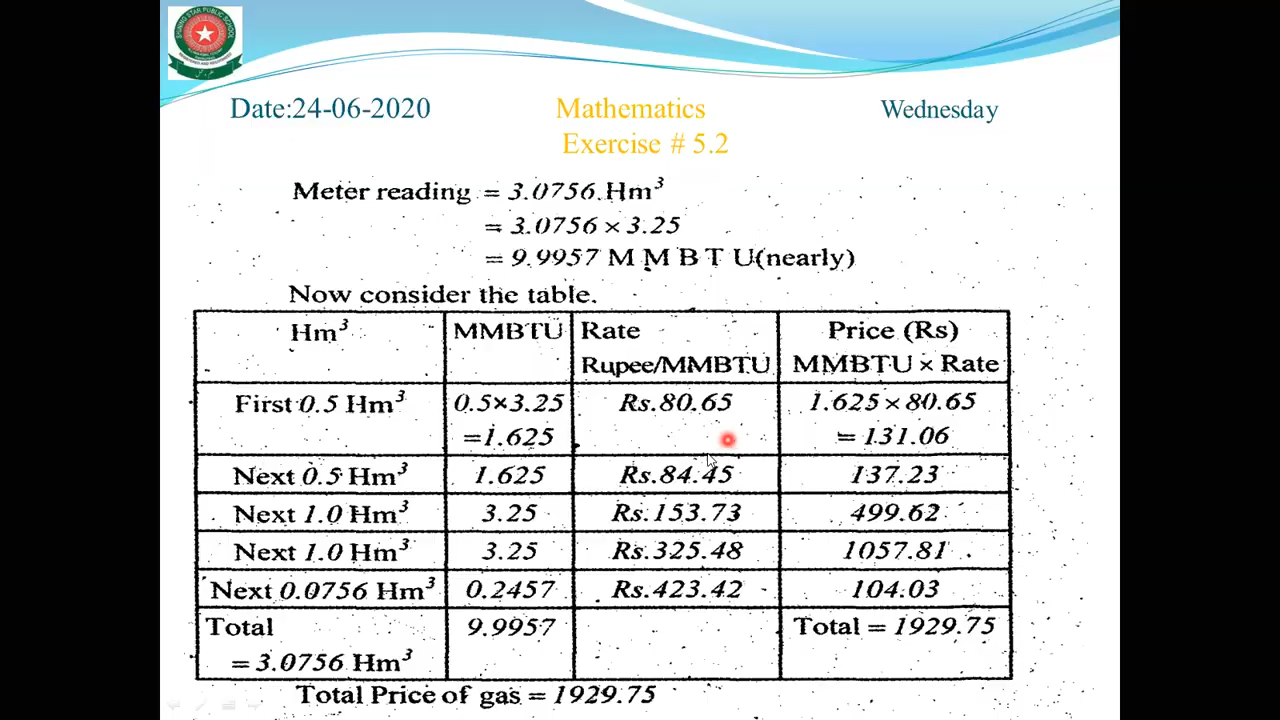 SHINING STAR PUBLIC SCHOOL
Date:24-06-2020 Mathematics Wednesday
Exercise # 5.2
Meter reading = 3.0756 Hm³
= 3.0756 × 3.25
= 9.9957 M M B T U(nearly)
Now consider the table.
Hm³ MMBTU Rate Price (Rs)
Rupee/MMBTU MMBTU × Rate
First 0.5 Hm³ 0.5×3.25 Rs.80.65 1.625 × 80.65
=1.625 = 131.06
Next 0.5 Hm³ 1.625 Rs.84.45 137.23
Next 1.0 Hm³ 3.25 Rs.153.73 499.62
Next 1.0 Hm³ 3.25 Rs.325.48 1057.81
Next 0.0756 Hm³ 0.2457 Rs.423.42 104.03
Total 9.9957 Total = 1929.75
= 3.0756 Hm³
Total Price of gas = 1929.75